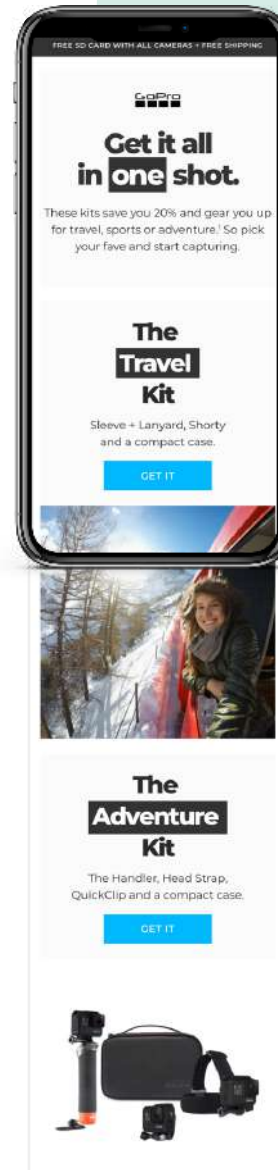 FREE SD CARD WITH ALL CAMERAS + FREE SHIPPING
GoPro
Get it all
in one shot.
These kits save you 20% and gear you up
for travel, sports or adventure.¹ So pick
your fave and start capturing.
The
Travel
Kit
Sleeve + Lanyard, Shorty
and a compact case.
GET IT
The
Adventure
Kit
The Handler, Head Strap,
QuickClip and a compact case.
GET IT